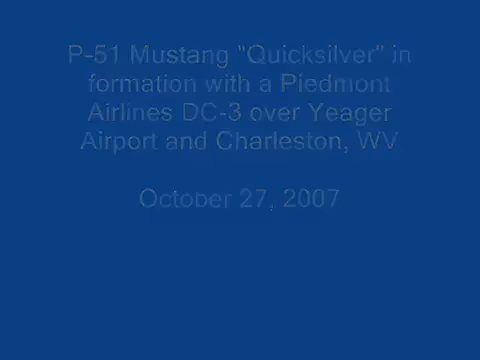 P-51 Mustang "Quicksilver" in
formation with a Piedmont
Airlines DC-3 over Yeager
Airport and Charleston, WV
October 27, 2007